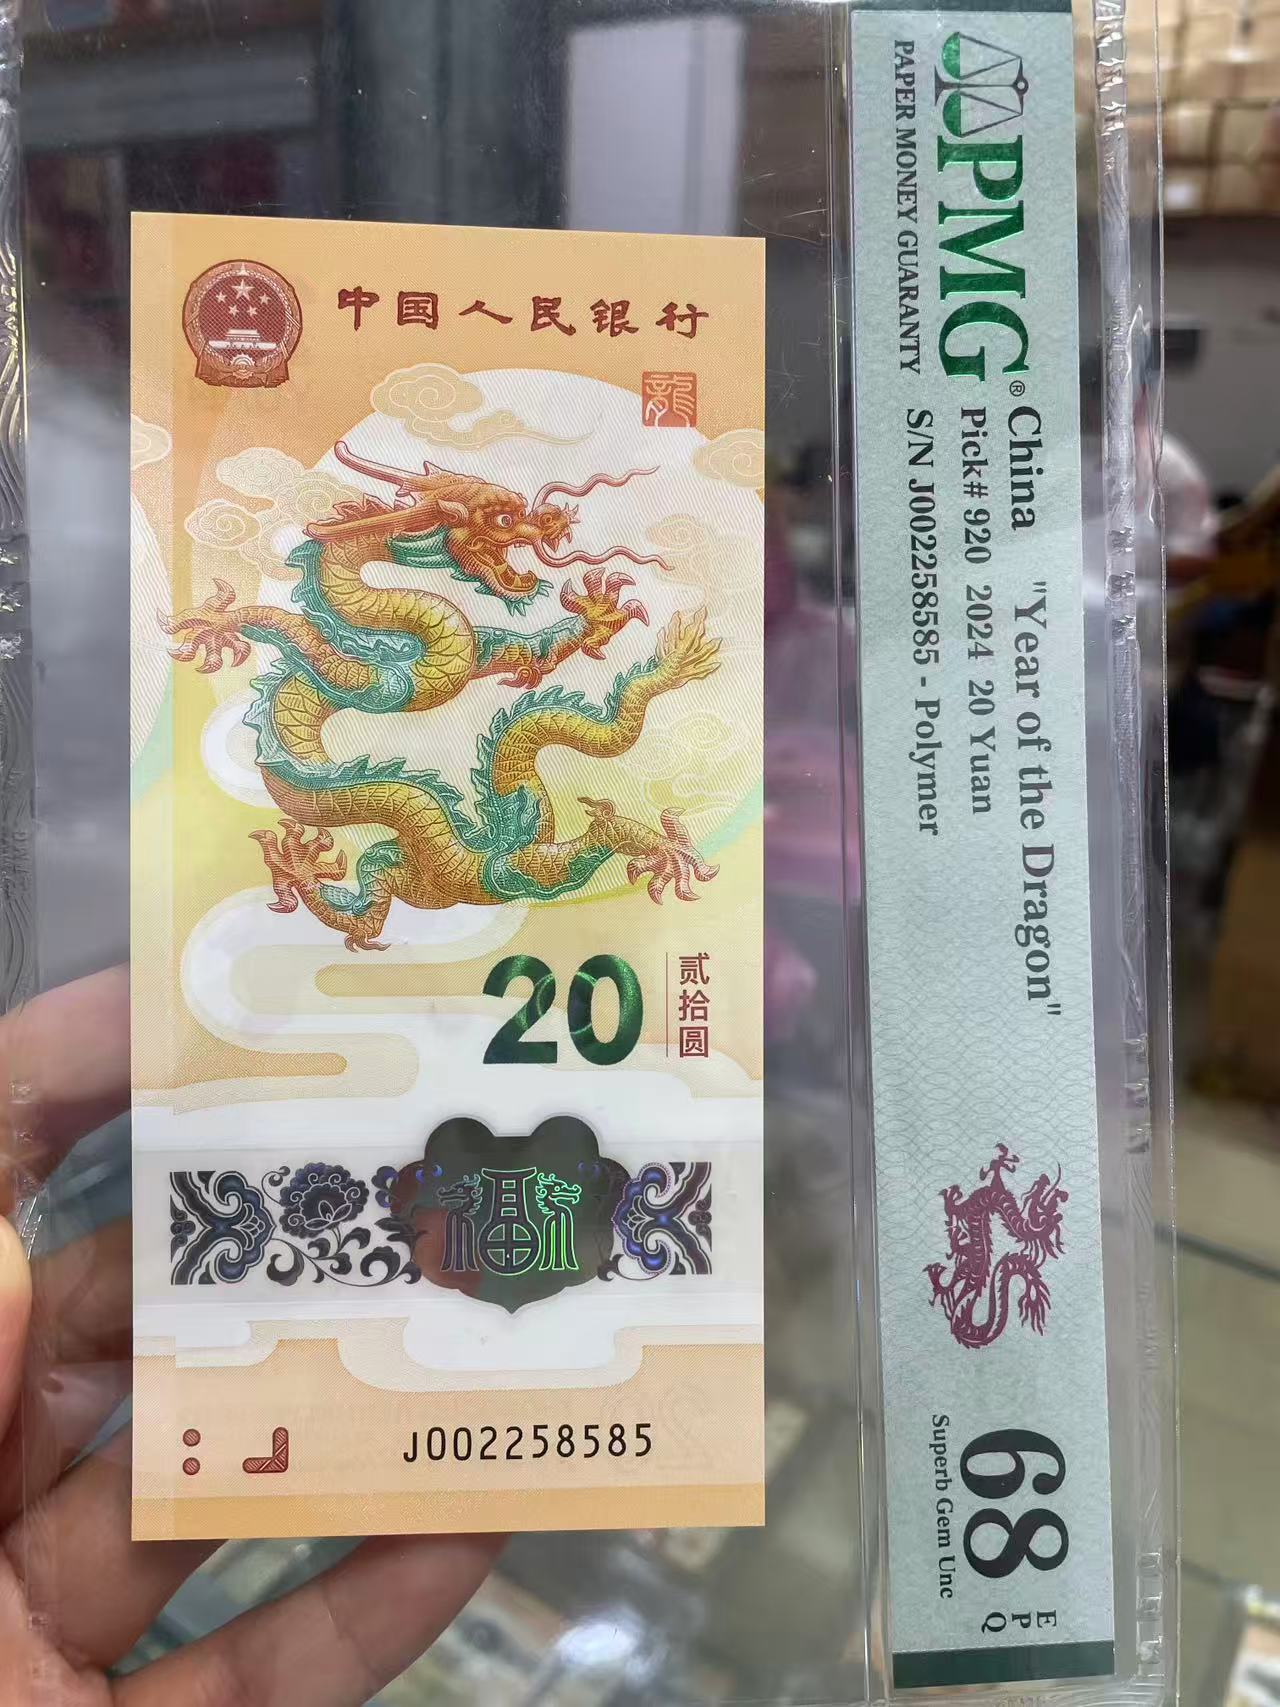 中国人民银行
龍
20
贰拾圆
福
J002258585
PMG®
PAPER MONEY GUARANTY
China "Year of the Dragon"
Pick# 920 2024 20 Yuan
S/N J002258585 - Polymer
68
EPQ
Superb Gem Unc